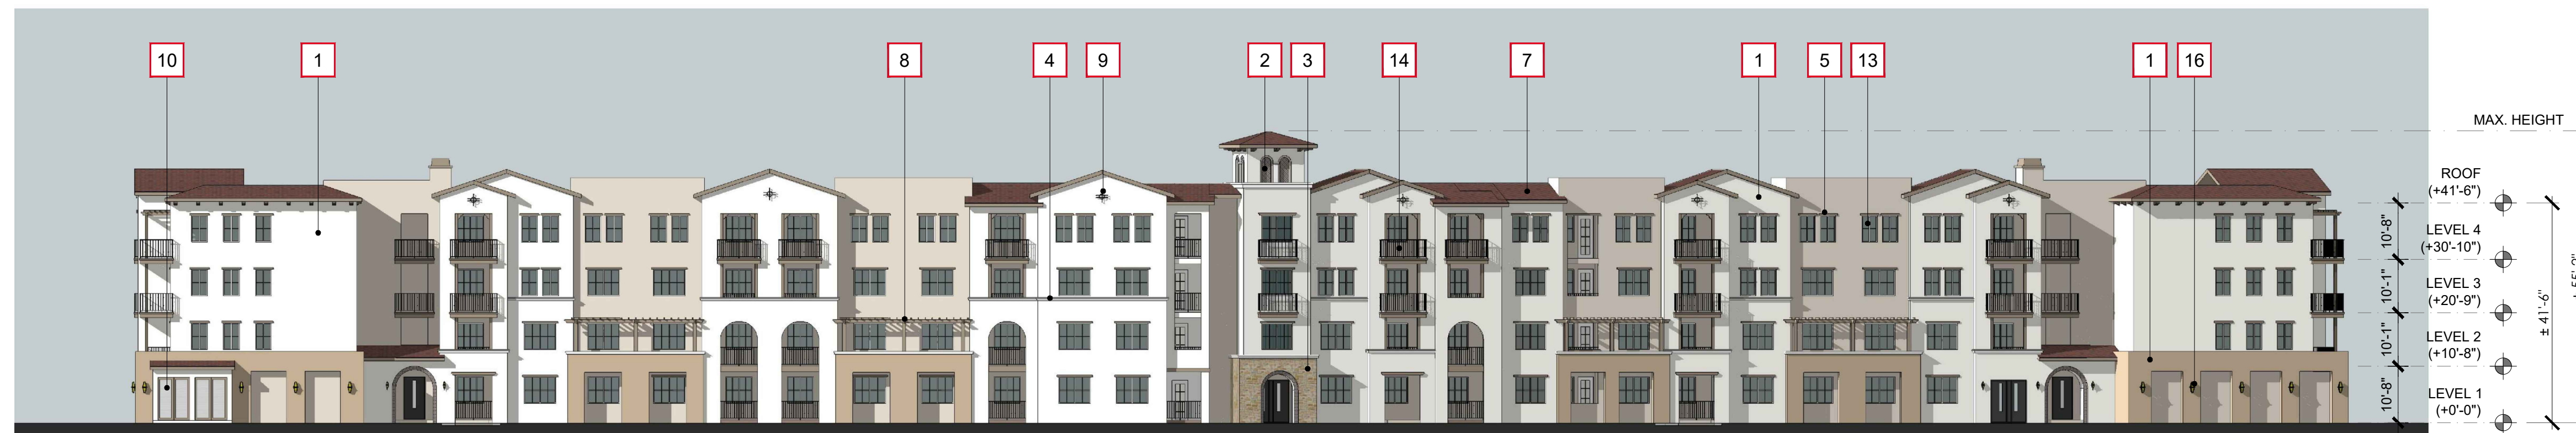 10 1 8 4 9 2 3 14 7 1 5 13 1 16
MAX. HEIGHT
ROOF
(+41'-6")
10'-8"
LEVEL 4
(+30'-10")
10'-1"
LEVEL 3
(+20'-9")
± 41'-6"
10'-1"
LEVEL 2
(+10'-8")
10'-8"
LEVEL 1
(+0'-0")